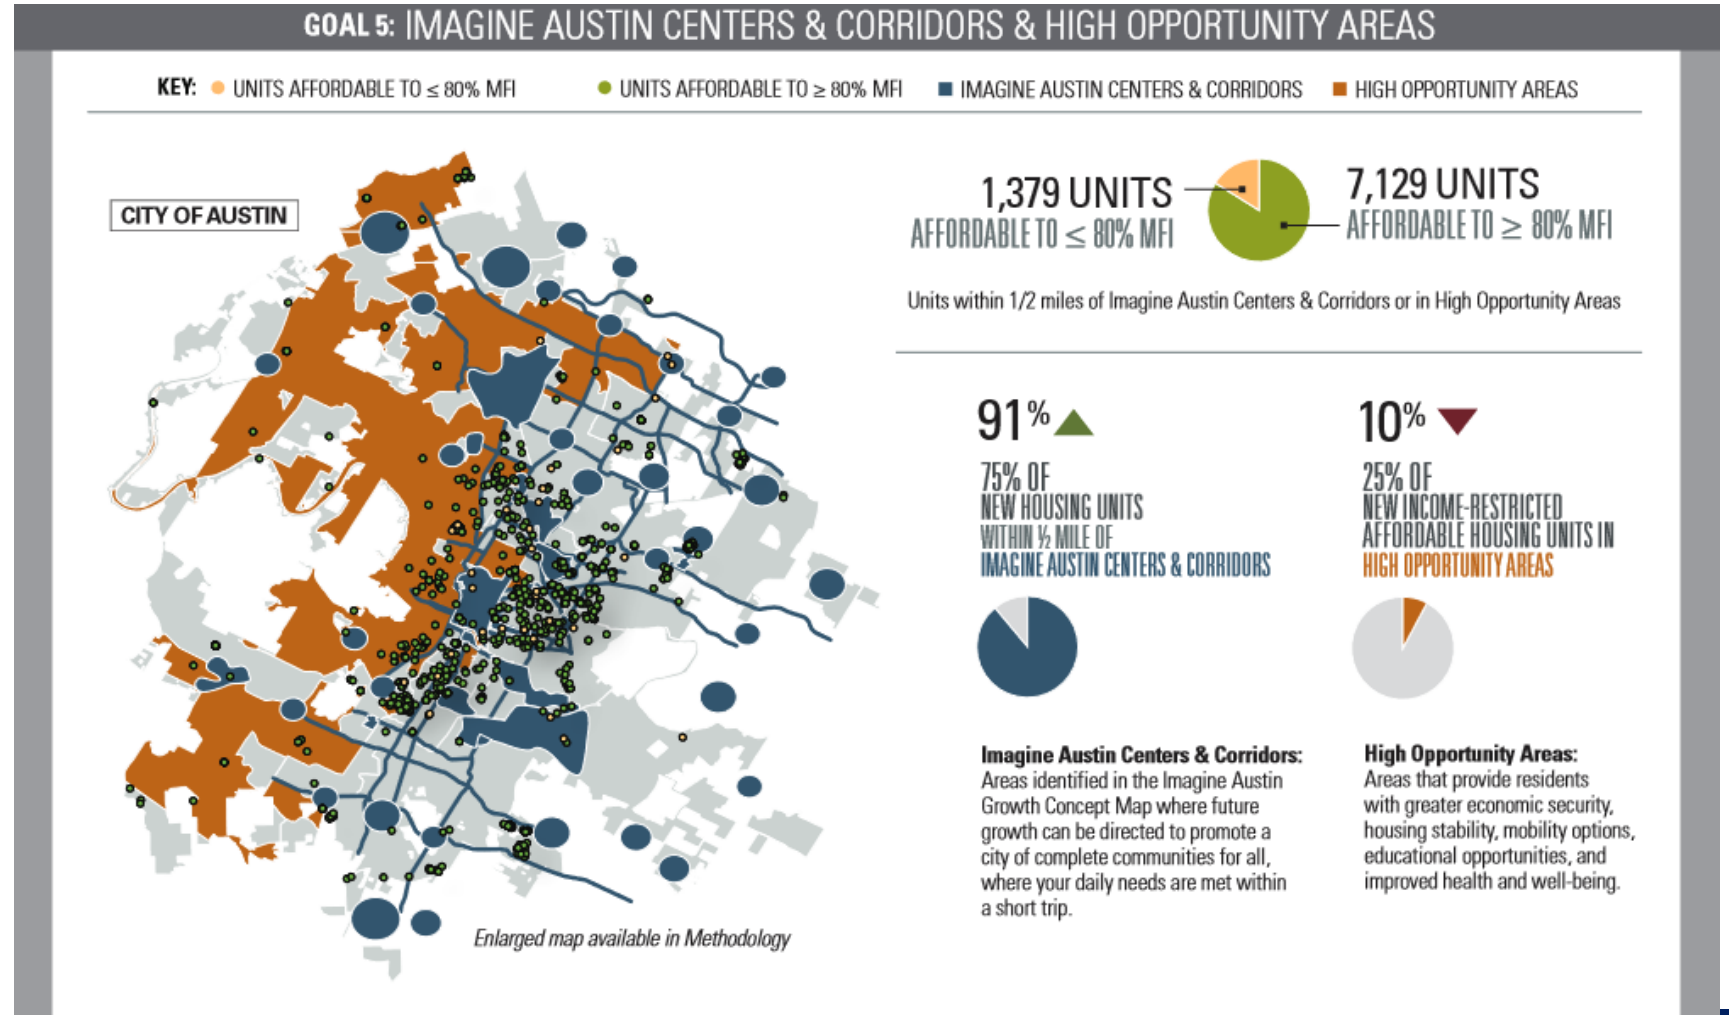 GOAL 5: IMAGINE AUSTIN CENTERS & CORRIDORS & HIGH OPPORTUNITY AREAS
KEY: UNITS AFFORDABLE TO ≤ 80% MFI UNITS AFFORDABLE TO ≥ 80% MFI IMAGINE AUSTIN CENTERS & CORRIDORS HIGH OPPORTUNITY AREAS
CITY OF AUSTIN
Enlarged map available in Methodology
1,379 UNITS
AFFORDABLE TO ≤ 80% MFI
7,129 UNITS
AFFORDABLE TO ≥ 80% MFI
Units within 1/2 miles of Imagine Austin Centers & Corridors or in High Opportunity Areas
91%
75% OF
NEW HOUSING UNITS
WITHIN ½ MILE OF
IMAGINE AUSTIN CENTERS & CORRIDORS
Imagine Austin Centers & Corridors:
Areas identified in the Imagine Austin
Growth Concept Map where future
growth can be directed to promote a
city of complete communities for all,
where your daily needs are met within
a short trip.
10%
25% OF
NEW INCOME-RESTRICTED
AFFORDABLE HOUSING UNITS IN
HIGH OPPORTUNITY AREAS
High Opportunity Areas:
Areas that provide residents
with greater economic security,
housing stability, mobility options,
educational opportunities, and
improved health and well-being.